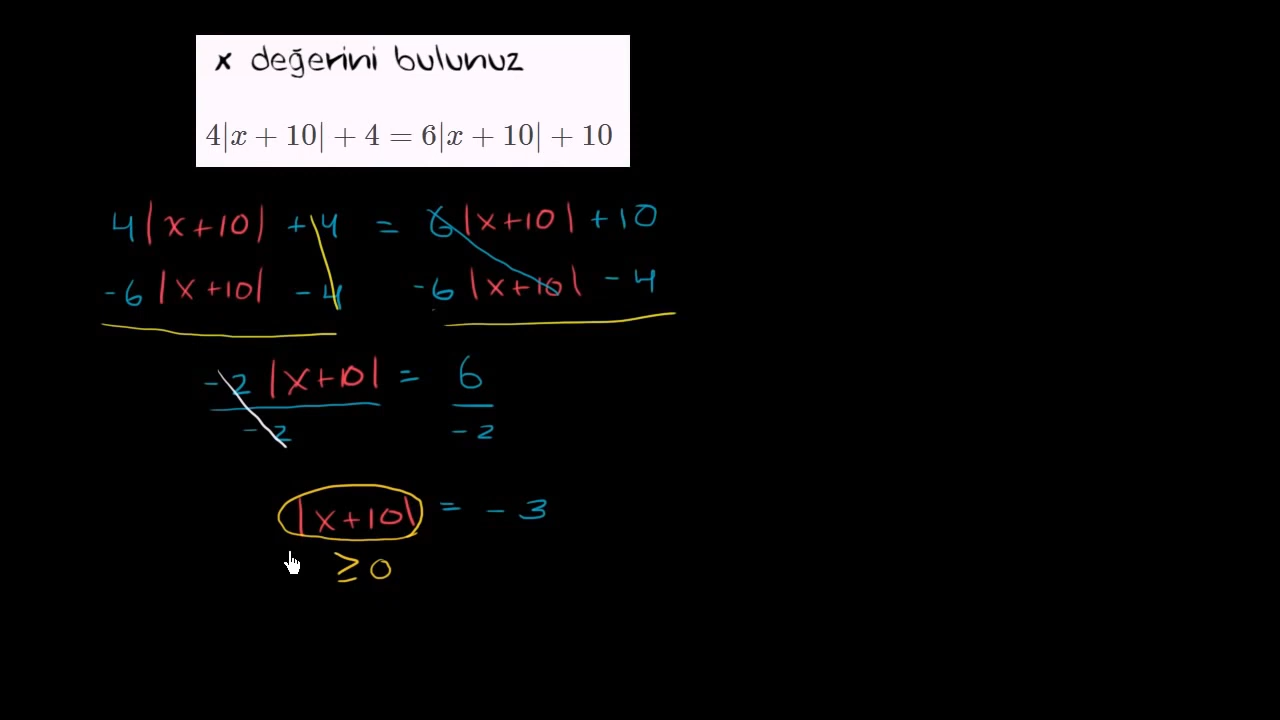 x değerini bulunuz
4|x + 10| + 4 = 6|x + 10| + 10
4|x+10| +4 = 6|x+10| +10
-6|x+10| -4 -6|x+10| -4
-2|x+10| = 6
-2 -2
|x+10| = -3
≥ 0